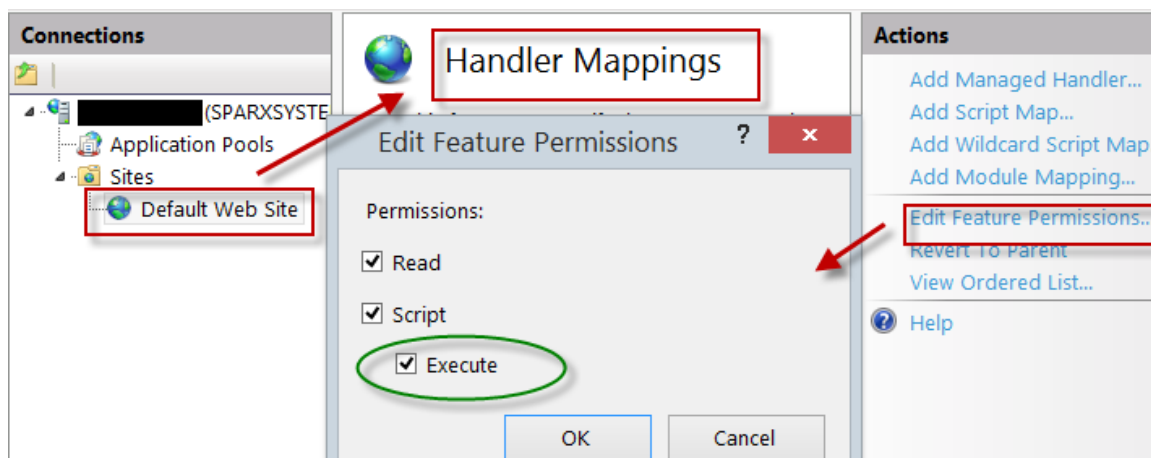 Connections
(SPARXSYSTE
Application Pools
Sites
Default Web Site
Handler Mappings
Edit Feature Permissions
?
x
Permissions:
Read
Script
Execute
OK
Cancel
Actions
Add Managed Handler...
Add Script Map...
Add Wildcard Script Map
Add Module Mapping...
Edit Feature Permissions...
Revert To Parent
View Ordered List...
? Help